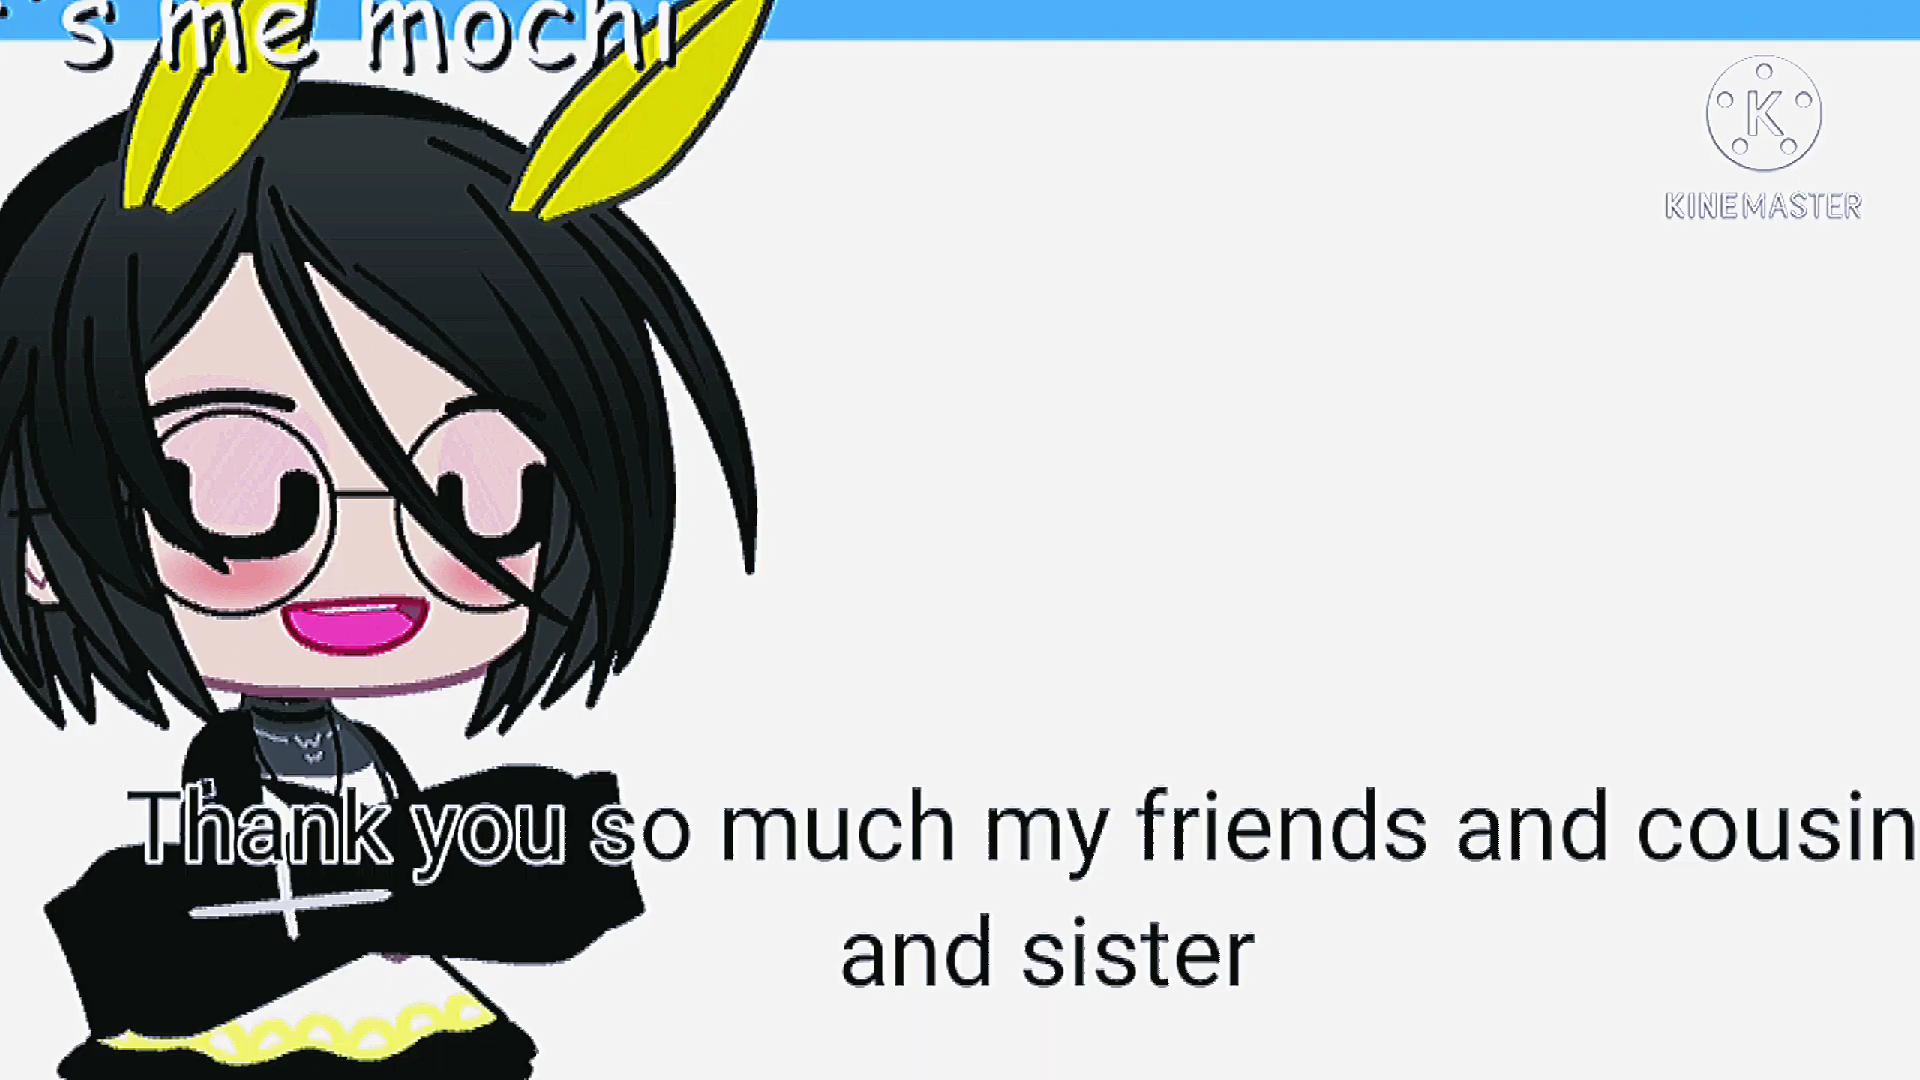 's me mochi
K
KINEMASTER
Thank you so much my friends and cousin
and sister